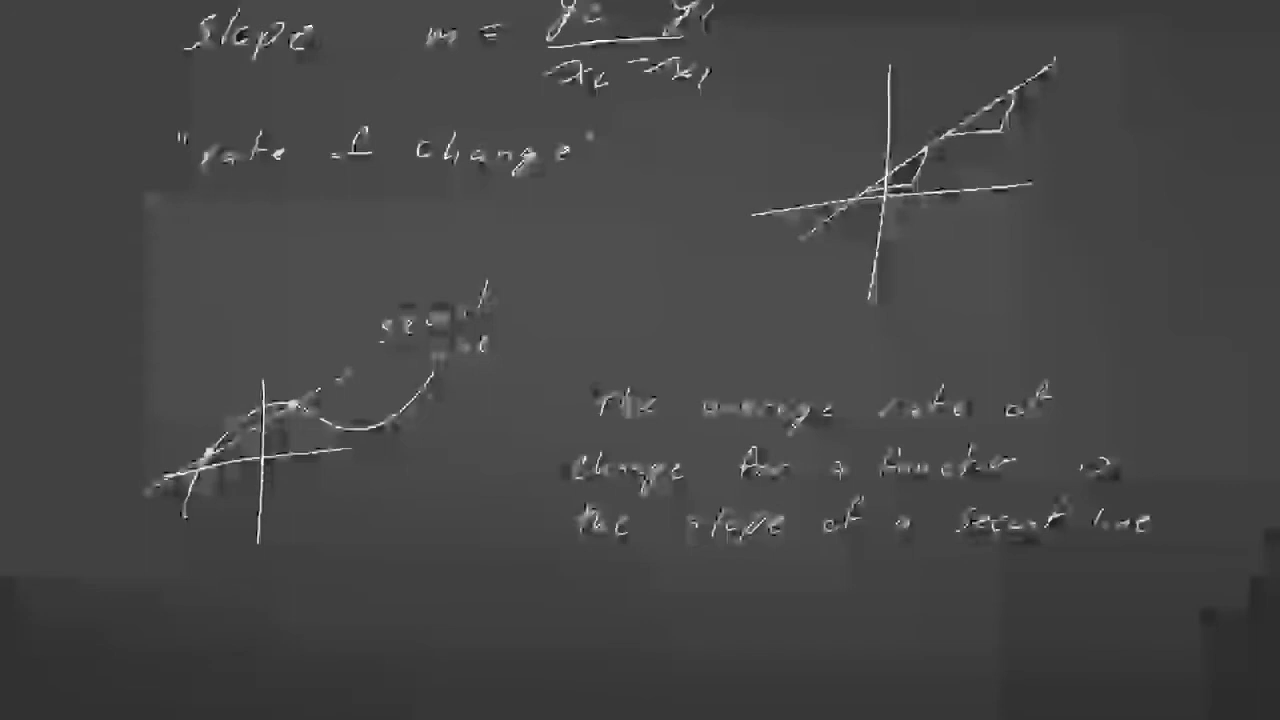 slope m = y₂ - y₁ / x₂ - x₁
"rate of change"
secant
The average rate of
change for a function is
the slope of a secant line